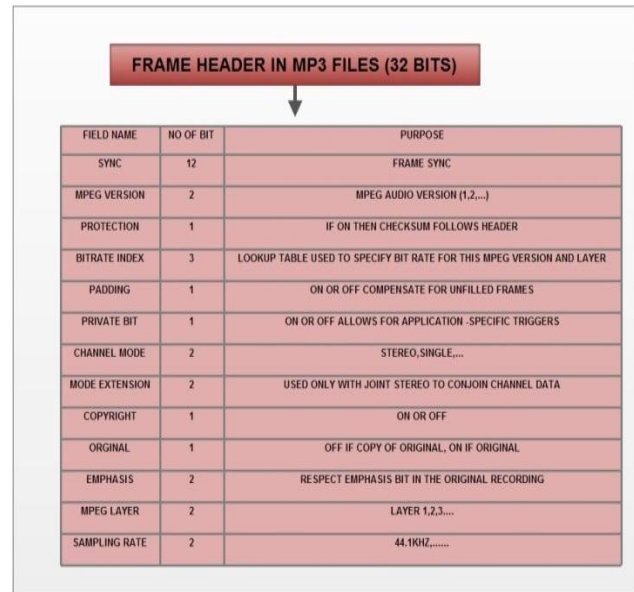 FRAME HEADER IN MP3 FILES (32 BITS)
FIELD NAME NO OF BIT PURPOSE
SYNC 12 FRAME SYNC
MPEG VERSION 2 MPEG AUDIO VERSION (1,2,...)
PROTECTION 1 IF ON THEN CHECKSUM FOLLOWS HEADER
BITRATE INDEX 3 LOOKUP TABLE USED TO SPECIFY BIT RATE FOR THIS MPEG VERSION AND LAYER
PADDING 1 ON OR OFF COMPENSATE FOR UNFILLED FRAMES
PRIVATE BIT 1 ON OR OFF ALLOWS FOR APPLICATION -SPECIFIC TRIGGERS
CHANNEL MODE 2 STEREO,SINGLE,...
MODE EXTENSION 2 USED ONLY WITH JOINT STEREO TO CONJOIN CHANNEL DATA
COPYRIGHT 1 ON OR OFF
ORGINAL 1 OFF IF COPY OF ORIGINAL, ON IF ORIGINAL
EMPHASIS 2 RESPECT EMPHASIS BIT IN THE ORIGINAL RECORDING
MPEG LAYER 2 LAYER 1,2,3....
SAMPLING RATE 2 44.1KHZ,......